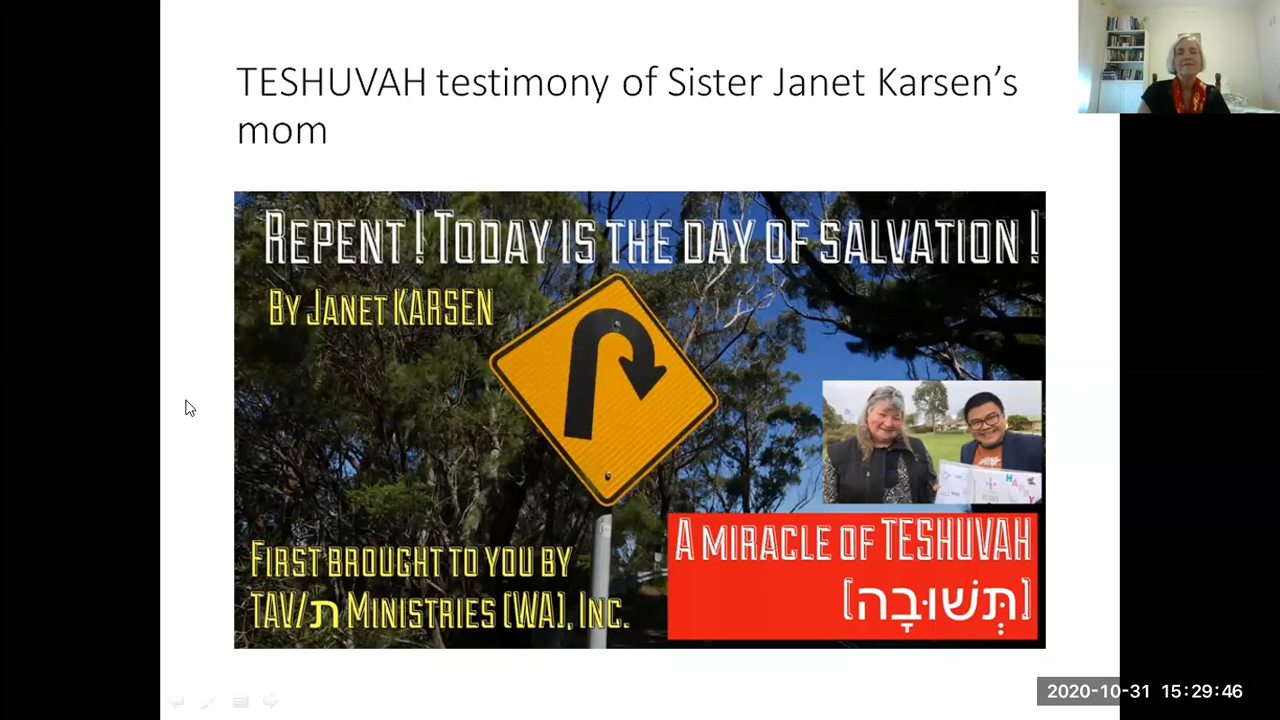 TESHUVAH testimony of Sister Janet Karsen’s
mom
REPENT! TODAY IS THE DAY OF SALVATION!
BY JANET KARSEN
HAPPY
FIRST BROUGHT TO YOU BY
TAV/ת MINISTRIES (WA), INC.
A MIRACLE OF TESHUVAH
(תְּשׁוּבָה)
2020-10-31 15:29:46